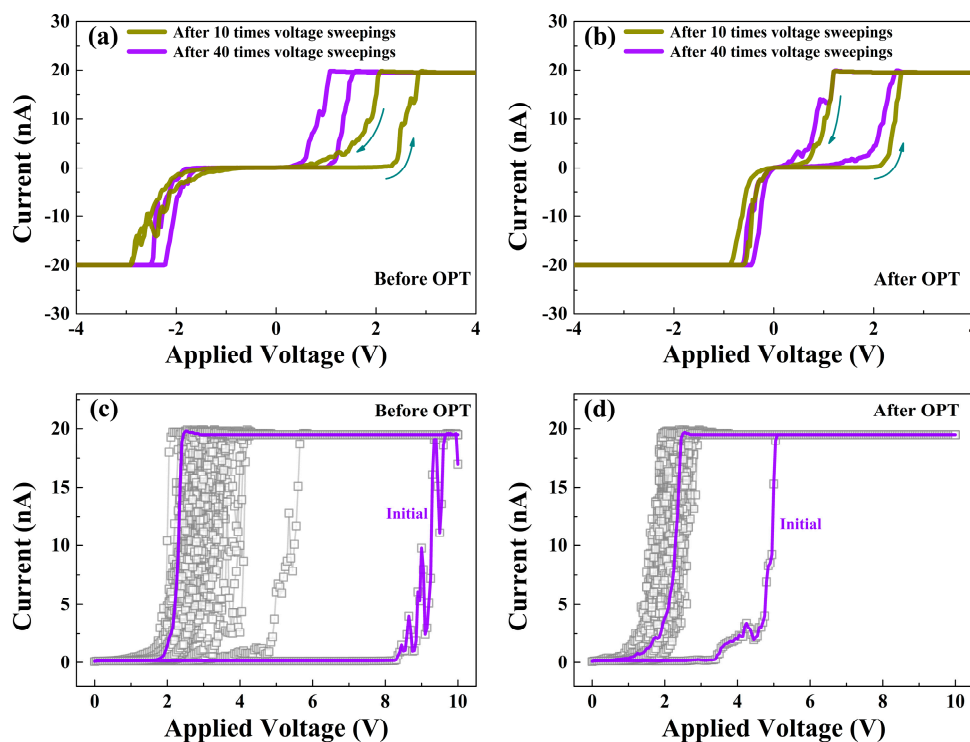 (a)
After 10 times voltage sweepings
After 40 times voltage sweepings
30
20
10
0
-10
-20
-30
Current (nA)
Before OPT
-4
-2
0
2
4
Applied Voltage (V)
(b)
After 10 times voltage sweepings
After 40 times voltage sweepings
30
20
10
0
-10
-20
-30
Current (nA)
After OPT
-4
-2
0
2
Applied Voltage (V)
(c)
Before OPT
20
15
10
5
0
Current (nA)
Initial
0
2
4
6
8
10
Applied Voltage (V)
(d)
After OPT
20
15
10
5
0
Current (nA)
Initial
0
2
4
6
8
10
Applied Voltage (V)